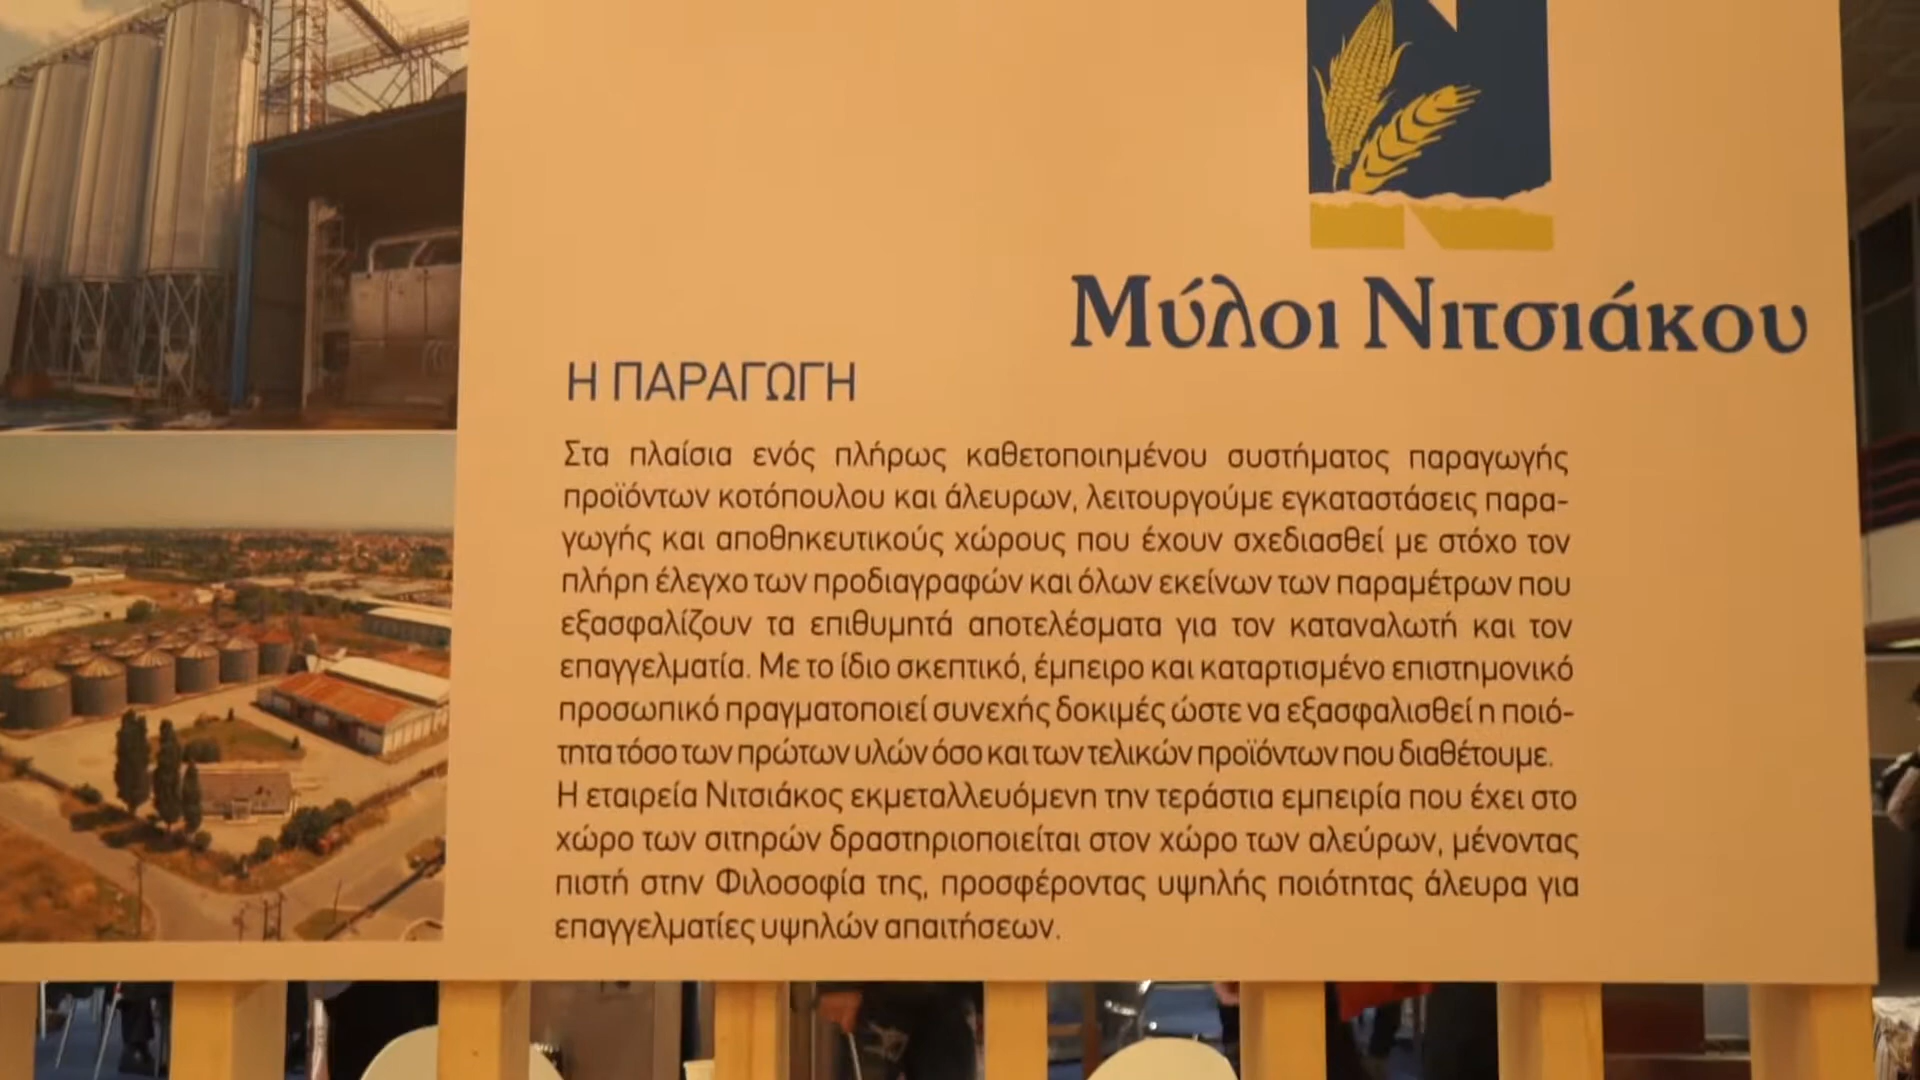 Μύλοι Νιτσιάκου
Η ΠΑΡΑΓΩΓΗ
Στα πλαίσια ενός πλήρως καθετοποιημένου συστήματος παραγωγής
προϊόντων κοτόπουλου και άλευρων, λειτουργούμε εγκαταστάσεις παρα-
γωγής και αποθηκευτικούς χώρους που έχουν σχεδιασθεί με στόχο τον
πλήρη έλεγχο των προδιαγραφών και όλων εκείνων των παραμέτρων που
εξασφαλίζουν τα επιθυμητά αποτελέσματα για τον καταναλωτή και τον
επαγγελματία. Με το ίδιο σκεπτικό, έμπειρο και καταρτισμένο επιστημονικό
προσωπικό πραγματοποιεί συνεχής δοκιμές ώστε να εξασφαλισθεί η ποιό-
τητα τόσο των πρώτων υλών όσο και των τελικών προϊόντων που διαθέτουμε.
Η εταιρεία Νιτσιάκος εκμεταλλευόμενη την τεράστια εμπειρία που έχει στο
χώρο των σιτηρών δραστηριοποιείται στον χώρο των αλεύρων, μένοντας
πιστή στην Φιλοσοφία της, προσφέροντας υψηλής ποιότητας άλευρα για
επαγγελματίες υψηλών απαιτήσεων.